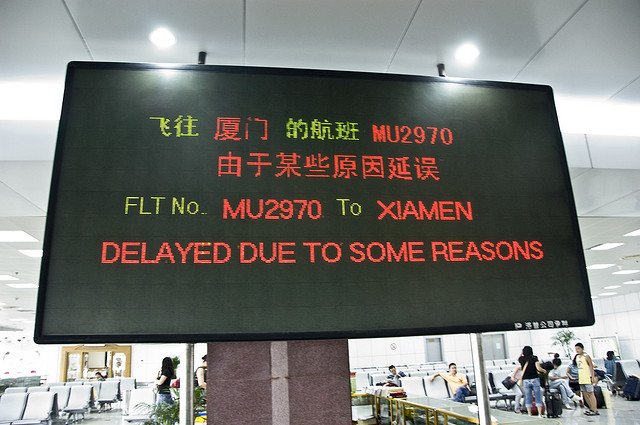 飞往 厦门 的航班 MU2970
由于某些原因延误
FLT No. MU2970 To XIAMEN
DELAYED DUE TO SOME REASONS